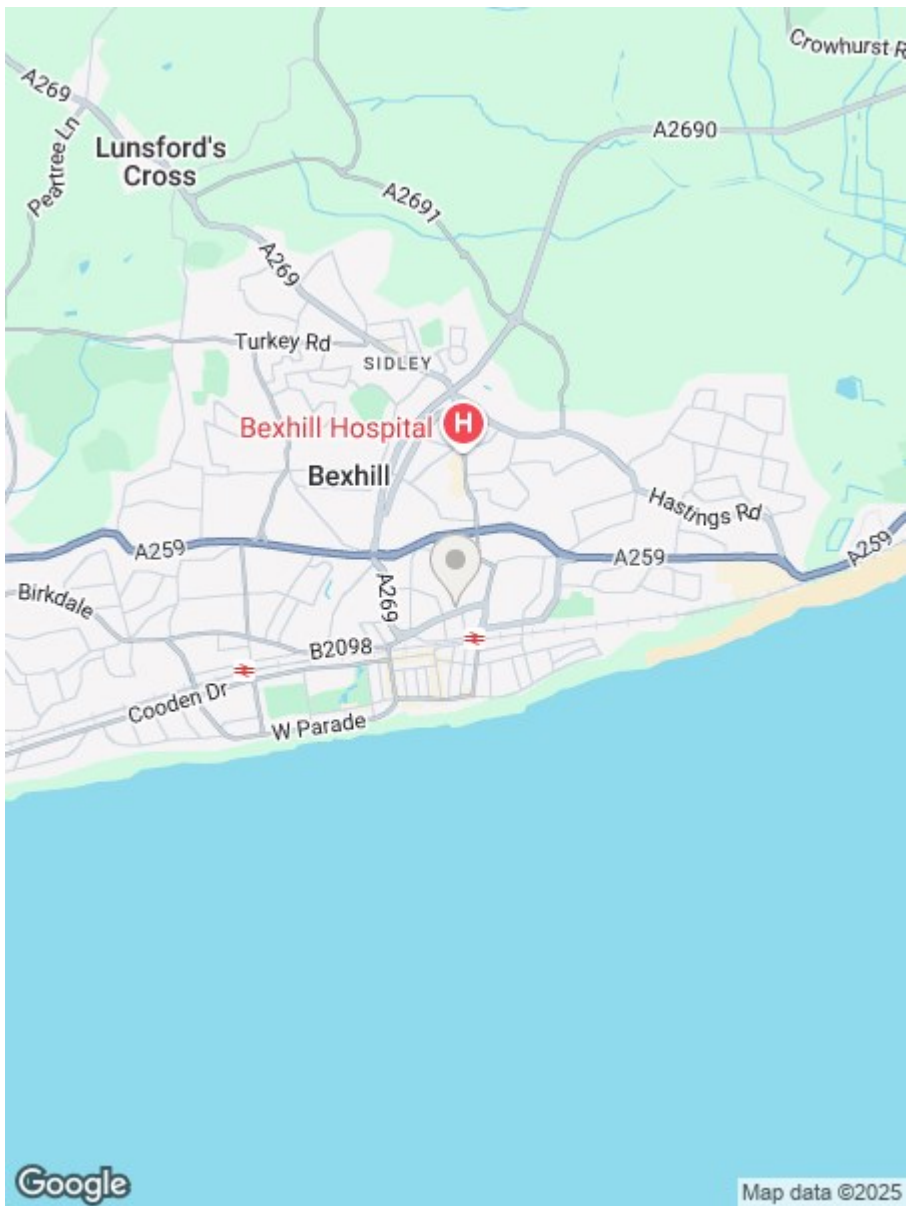 Crowhurst R
A269
A2690
Peartree Ln
Lunsford's
Cross
A2691
A269
Turkey Rd
SIDLEY
H
Bexhill Hospital
Bexhill
Hastings Rd
A259
A259
A259
Birkdale
A269
B2098
Cooden Dr
W Parade
Google
Map data ©2025